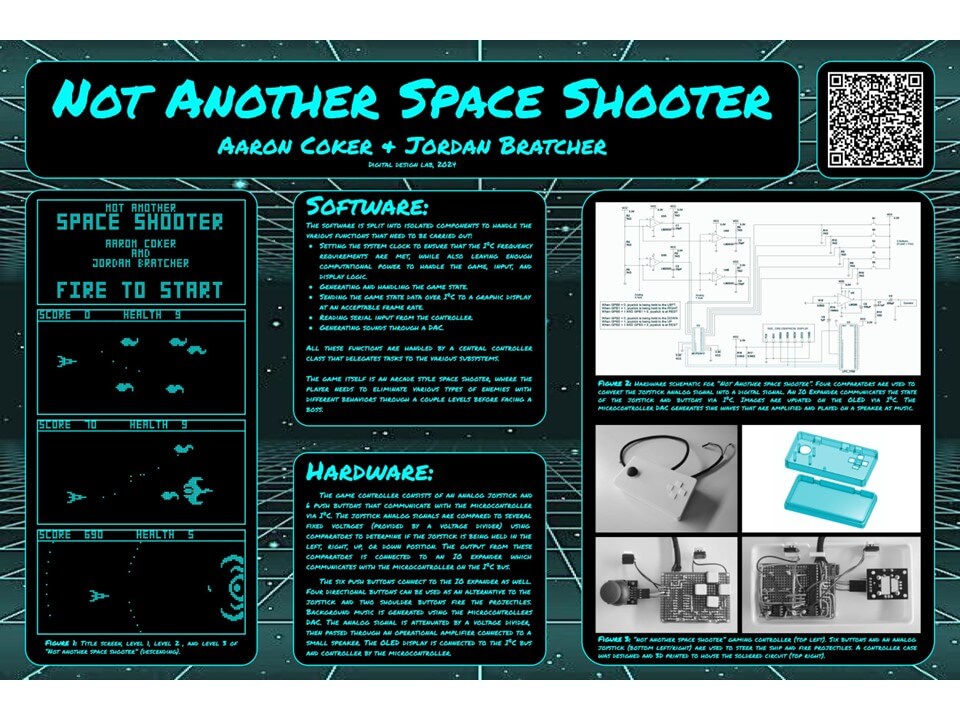 NOT ANOTHER SPACE SHOOTER
AARON COKER & JORDAN BRATCHER
DIGITAL DESIGN LAB, 2024
NOT ANOTHER
SPACE SHOOTER
AARON COKER
AND
JORDAN BRATCHER
FIRE TO START
SCORE 0 HEALTH 9
SCORE 70 HEALTH 9
SCORE 690 HEALTH 5
FIGURE 1: TITLE SCREEN, LEVEL 1, LEVEL 2, AND LEVEL 3 OF
"NOT ANOTHER SPACE SHOOTER" (DESCENDING).
SOFTWARE:
THE SOFTWARE IS SPLIT INTO ISOLATED COMPONENTS TO HANDLE THE
VARIOUS FUNCTIONS THAT NEED TO BE CARRIED OUT:
• SETTING THE SYSTEM CLOCK TO ENSURE THAT THE I²C FREQUENCY
REQUIREMENTS ARE MET, WHILE ALSO LEAVING ENOUGH
COMPUTATIONAL POWER TO HANDLE THE GAME, INPUT, AND
DISPLAY LOGIC.
• GENERATING AND HANDLING THE GAME STATE.
• SENDING THE GAME STATE DATA OVER I²C TO A GRAPHIC DISPLAY
AT AN ACCEPTABLE FRAME RATE.
• READING SERIAL INPUT FROM THE CONTROLLER.
• GENERATING SOUNDS THROUGH A DAC.
ALL THESE FUNCTIONS ARE HANDLED BY A CENTRAL CONTROLLER
CLASS THAT DELEGATES TASKS TO THE VARIOUS SUBSYSTEMS.
THE GAME ITSELF IS AN ARCADE STYLE SPACE SHOOTER, WHERE THE
PLAYER NEEDS TO ELIMINATE VARIOUS TYPES OF ENEMIES WITH
DIFFERENT BEHAVIORS THROUGH A COUPLE LEVELS BEFORE FACING A
BOSS.
HARDWARE:
THE GAME CONTROLLER CONSISTS OF AN ANALOG JOYSTICK AND
6 PUSH BUTTONS THAT COMMUNICATE WITH THE MICROCONTROLLER
VIA I²C. THE JOYSTICK ANALOG SIGNALS ARE COMPARED TO SEVERAL
FIXED VOLTAGES (PROVIDED BY A VOLTAGE DIVIDER) USING
COMPARATORS TO DETERMINE IF THE JOYSTICK IS BEING HELD IN THE
LEFT, RIGHT, UP, OR DOWN POSITION. THE OUTPUT FROM THESE
COMPARATORS IS CONNECTED TO AN IO EXPANDER WHICH
COMMUNICATES WITH THE MICROCONTROLLER ON THE I²C BUS.
THE SIX PUSH BUTTONS CONNECT TO THE IO EXPANDER AS WELL.
FOUR DIRECTIONAL BUTTONS CAN BE USED AS AN ALTERNATIVE TO THE
JOYSTICK AND TWO SHOULDER BUTTONS FIRE THE PROJECTILES.
BACKGROUND MUSIC IS GENERATED USING THE MICROCONTROLLERS
DAC. THE ANALOG SIGNAL IS ATTENUATED BY A VOLTAGE DIVIDER,
THEN PASSED THROUGH AN OPERATIONAL AMPLIFIER CONNECTED TO A
SMALL SPEAKER. THE OLED DISPLAY IS CONNECTED TO THE I²C BUS
AND CONTROLLER BY THE MICROCONTROLLER.
FIGURE 2: HARDWARE SCHEMATIC FOR "NOT ANOTHER SPACE SHOOTER". FOUR COMPARATORS ARE USED TO
CONVERT THE JOYSTICK ANALOG SIGNAL INTO A DIGITAL SIGNAL. AN IO EXPANDER COMMUNICATES THE STATE
OF THE JOYSTICK AND BUTTONS VIA I²C. IMAGES ARE UPDATED ON THE OLED VIA I²C. THE
MICROCONTROLLER DAC GENERATES SINE WAVES THAT ARE AMPLIFIED AND PLAYED ON A SPEAKER AS MUSIC.
FIGURE 3: "NOT ANOTHER SPACE SHOOTER" GAMING CONTROLLER (TOP LEFT). SIX BUTTONS AND AN ANALOG
JOYSTICK (BOTTOM LEFT/RIGHT) ARE USED TO STEER THE SHIP AND FIRE PROJECTILES. A CONTROLLER CASE
WAS DESIGNED AND 3D PRINTED TO HOUSE THE SOLDERED CIRCUIT (TOP RIGHT).